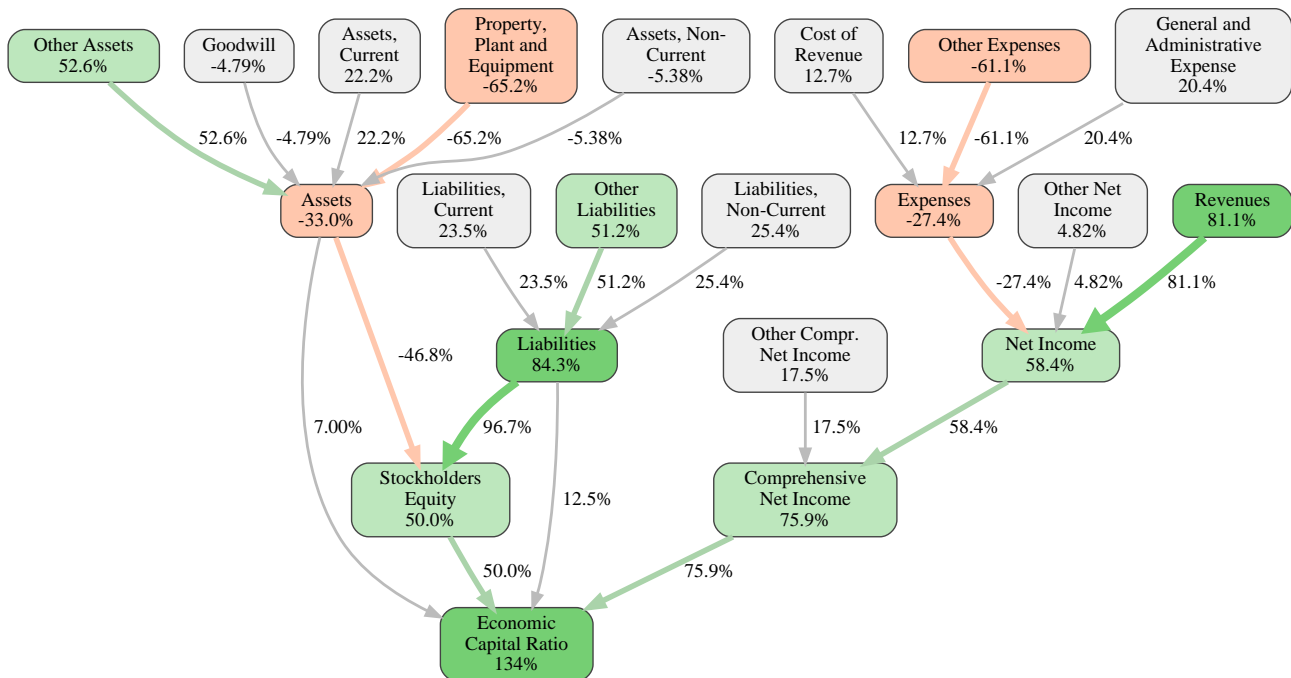 Other Assets
52.6%
Goodwill
-4.79%
Assets,
Current
22.2%
Property,
Plant and
Equipment
-65.2%
Assets, Non-
Current
-5.38%
Cost of
Revenue
12.7%
Other Expenses
-61.1%
General and
Administrative
Expense
20.4%
52.6%
-4.79%
22.2%
-65.2%
-5.38%
12.7%
-61.1%
20.4%
Assets
-33.0%
Liabilities,
Current
23.5%
Other
Liabilities
51.2%
Liabilities,
Non-Current
25.4%
Expenses
-27.4%
Other Net
Income
4.82%
Revenues
81.1%
23.5%
51.2%
25.4%
-27.4%
4.82%
81.1%
-46.8%
Liabilities
84.3%
Other Compr.
Net Income
17.5%
Net Income
58.4%
7.00%
96.7%
17.5%
58.4%
Stockholders
Equity
50.0%
12.5%
Comprehensive
Net Income
75.9%
50.0%
75.9%
Economic
Capital Ratio
134%